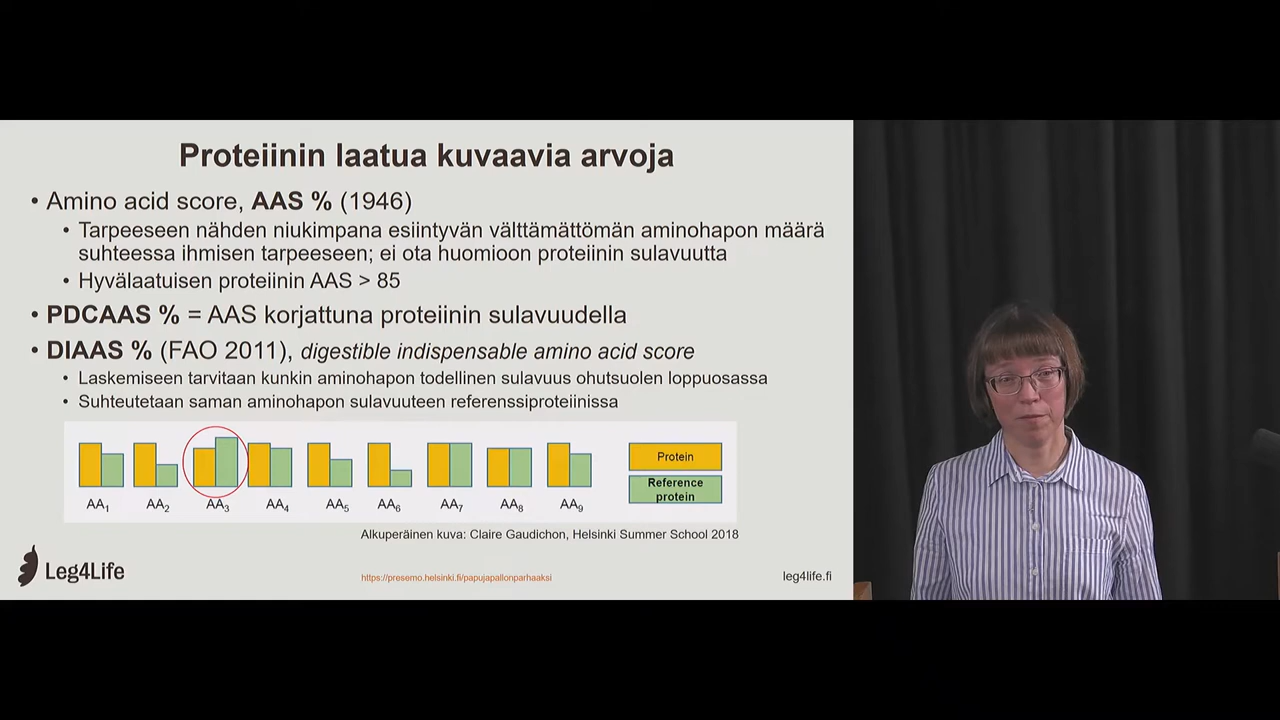 Proteiinin laatua kuvaavia arvoja
• Amino acid score, AAS % (1946)
• Tarpeeseen nähden niukimpana esiintyvän välttämättömän aminohapon määrä
suhteessa ihmisen tarpeeseen; ei ota huomioon proteiinin sulavuutta
• Hyvälaatuisen proteiinin AAS > 85
• PDCAAS % = AAS korjattuna proteiinin sulavuudella
• DIAAS % (FAO 2011), digestible indispensable amino acid score
• Laskemiseen tarvitaan kunkin aminohapon todellinen sulavuus ohutsuolen loppuosassa
• Suhteutetaan saman aminohapon sulavuuteen referenssiproteiinissa
Protein
Reference
protein
AA₁ AA₂ AA₃ AA₄ AA₅ AA₆ AA₇ AA₈ AA₉
Alkuperäinen kuva: Claire Gaudichon, Helsinki Summer School 2018
Leg4Life
https://presemo.helsinki.fi/papujapallonparhaaksi
leg4life.fi